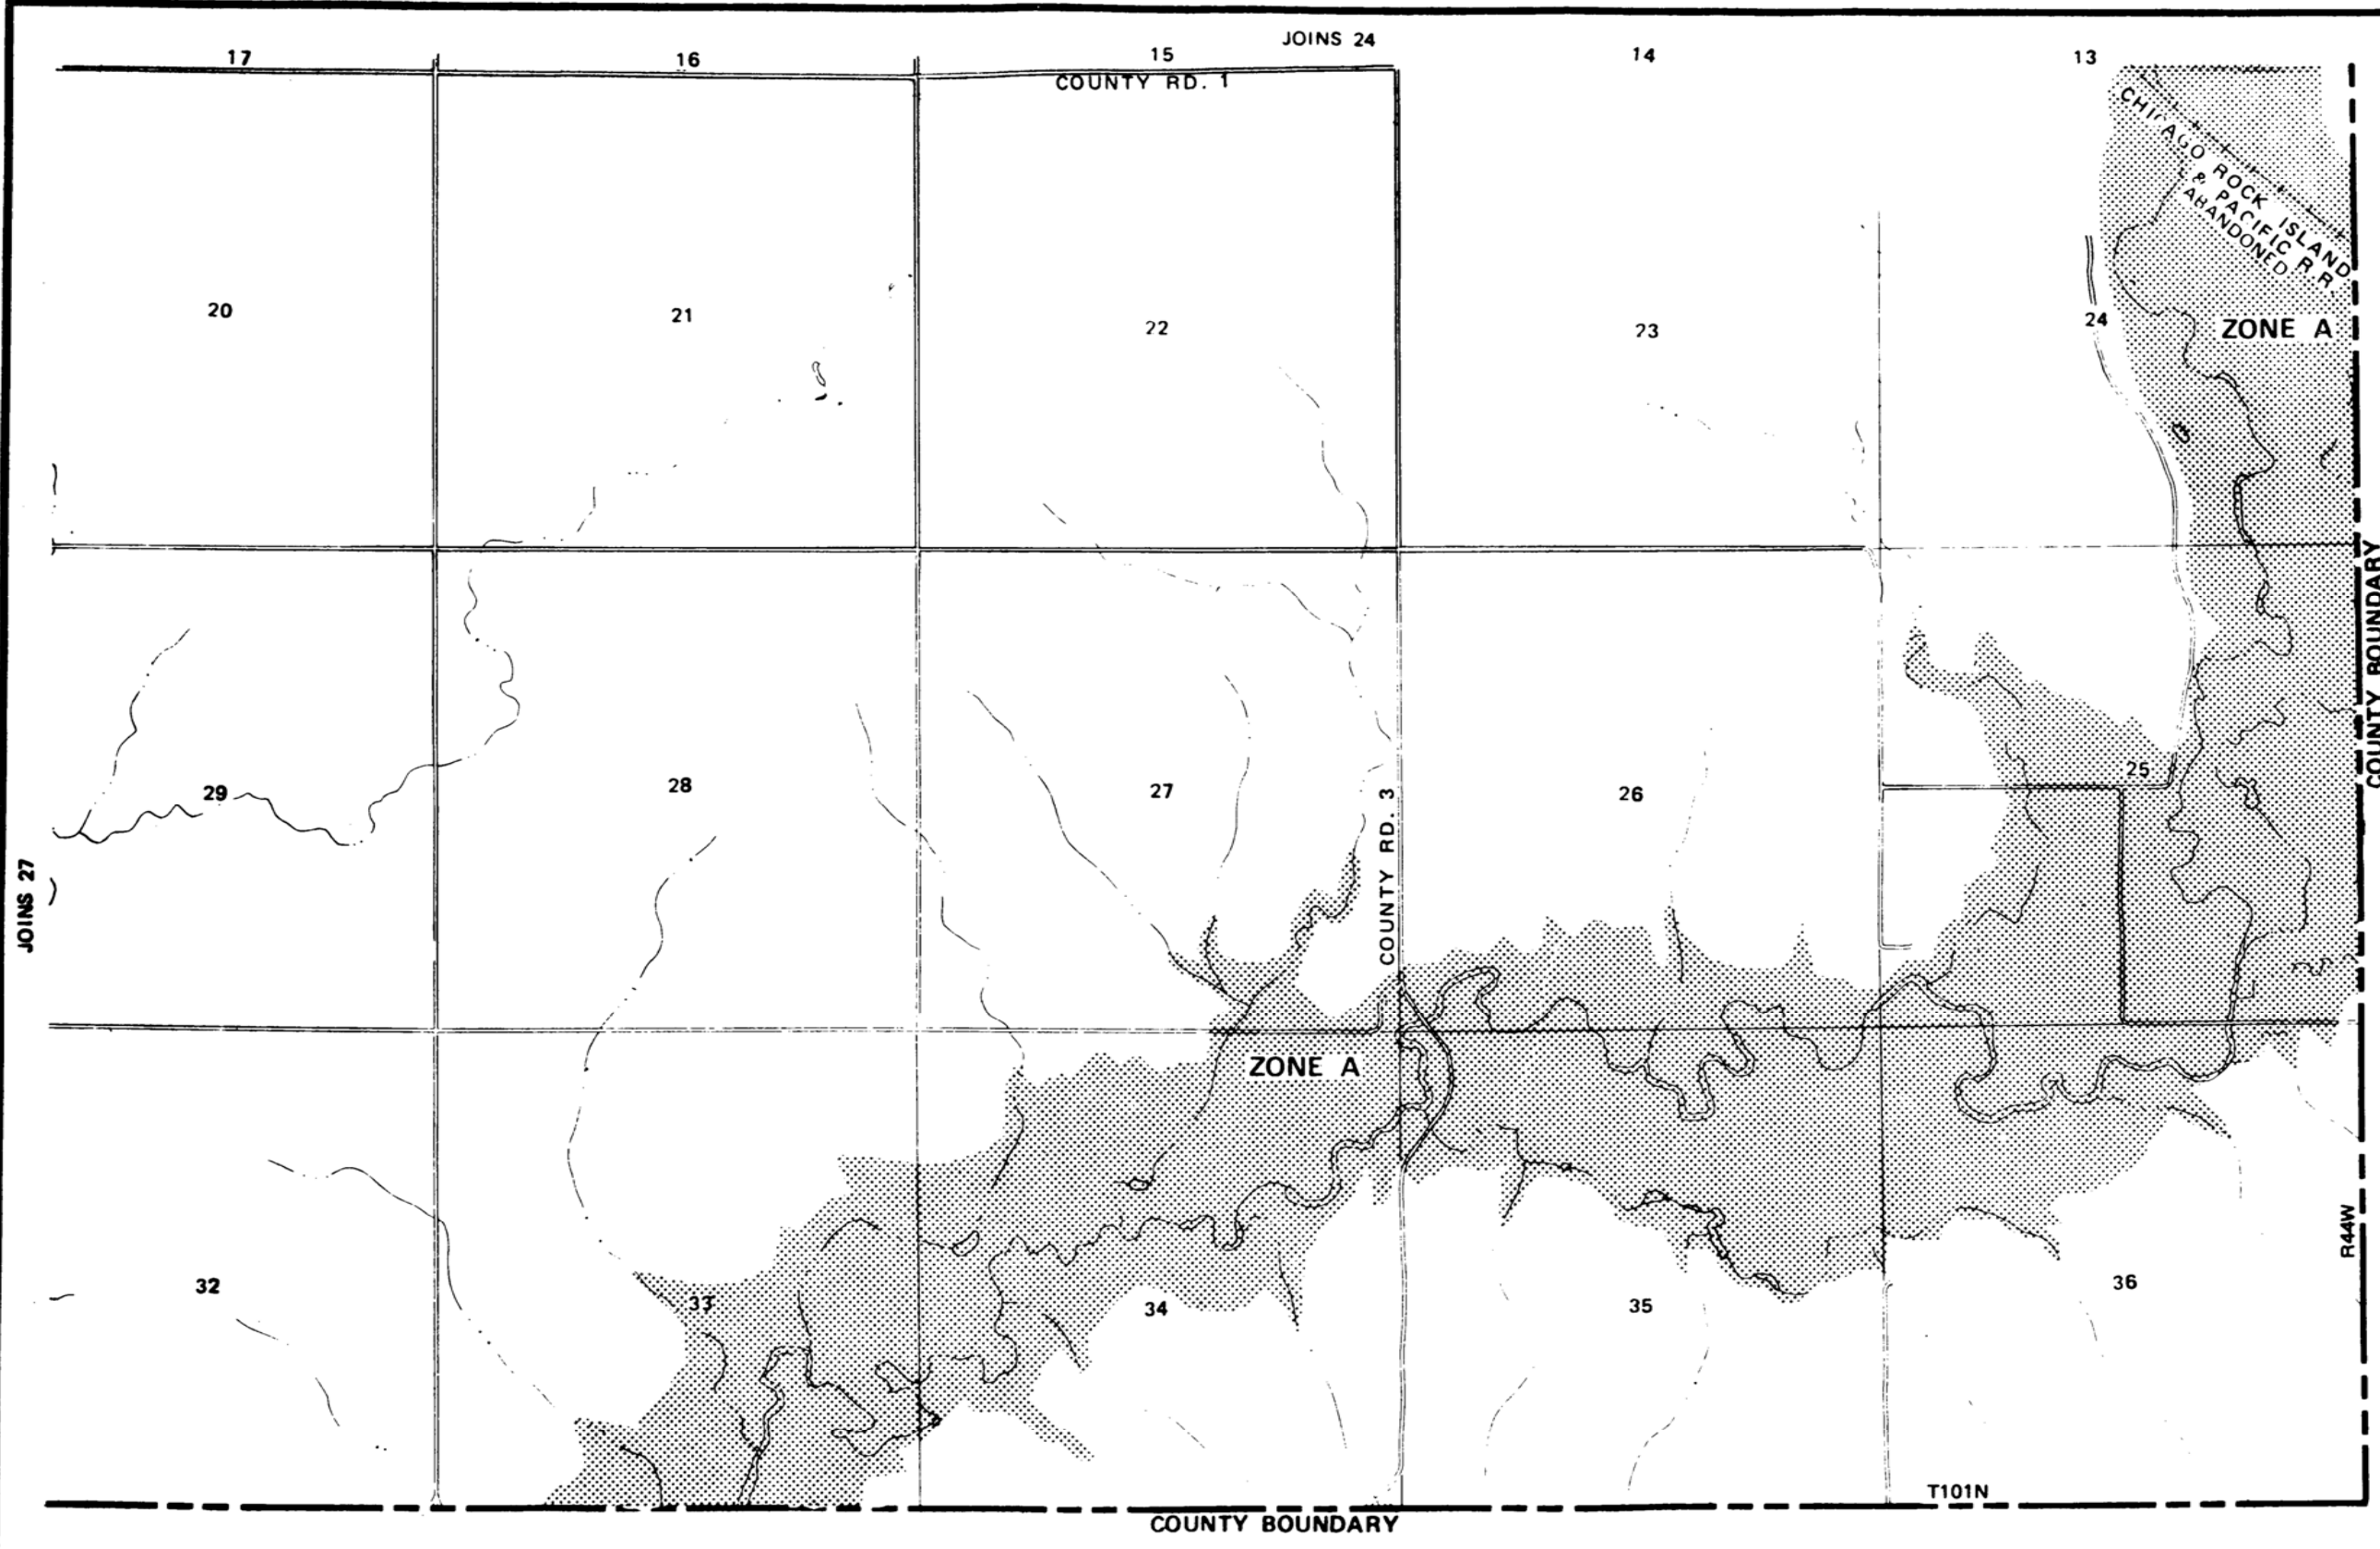 JOINS 24
17
16
15
14
13
COUNTY RD. 1
CHICAGO ROCK ISLAND
& PACIFIC R.R.
ABANDONED
20
21
22
23
24
ZONE A
COUNTY BOUNDARY
29
28
27
26
25
COUNTY RD. 3
JOINS 27
ZONE A
32
33
34
35
36
R44W
T101N
COUNTY BOUNDARY